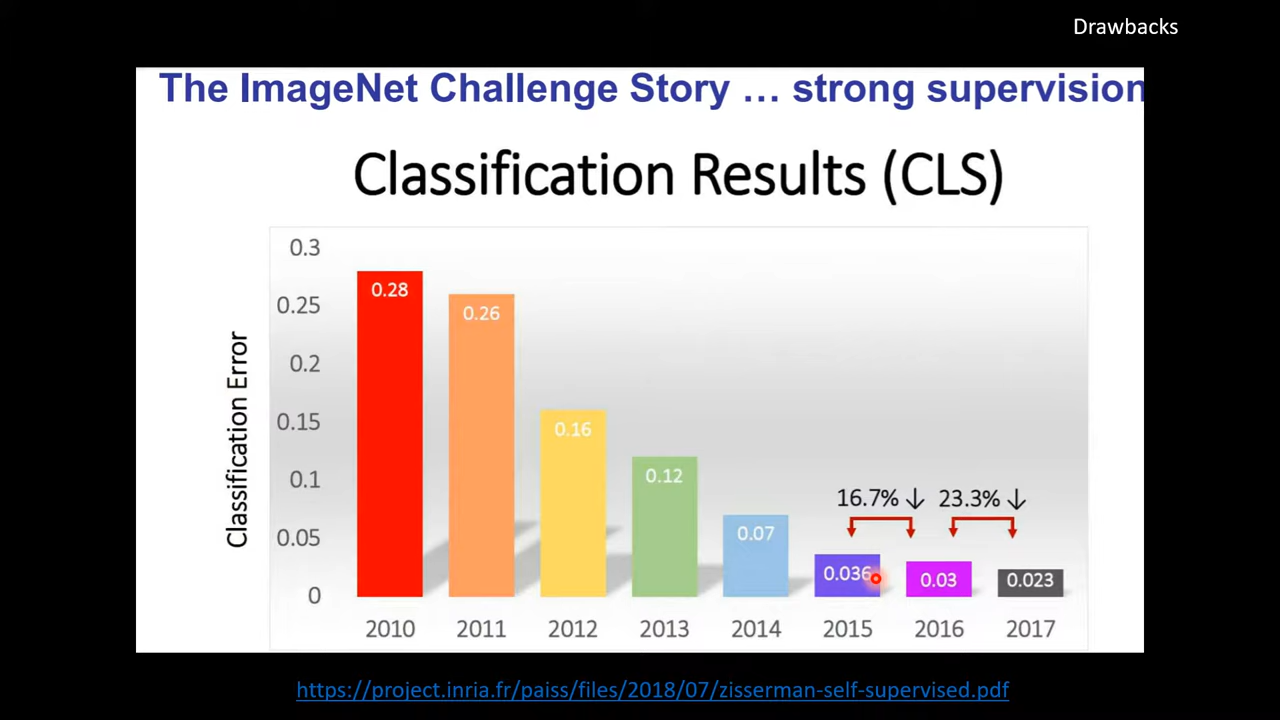 Drawbacks
The ImageNet Challenge Story … strong supervision
Classification Results (CLS)
Classification Error
0.3
0.25
0.2
0.15
0.1
0.05
0
0.28
0.26
0.16
0.12
0.07
0.036
0.03
0.023
16.7% ↓
23.3% ↓
2010 2011 2012 2013 2014 2015 2016 2017
https://project.inria.fr/paiss/files/2018/07/zisserman-self-supervised.pdf